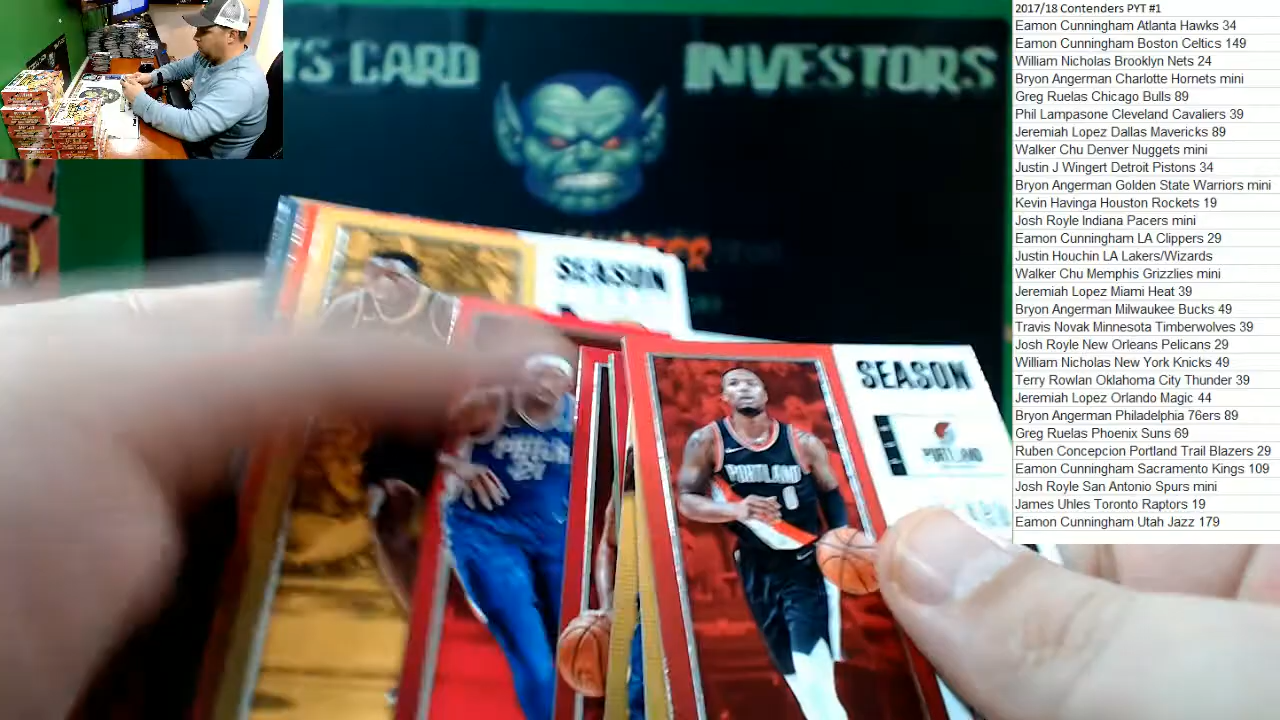 2017/18 Contenders PYT #1
Eamon Cunningham Atlanta Hawks 34
Eamon Cunningham Boston Celtics 149
William Nicholas Brooklyn Nets 24
Bryon Angerman Charlotte Hornets mini
Greg Ruelas Chicago Bulls 89
Phil Lampasone Cleveland Cavaliers 39
Jeremiah Lopez Dallas Mavericks 89
Walker Chu Denver Nuggets mini
Justin J Wingert Detroit Pistons 34
Bryon Angerman Golden State Warriors mini
Kevin Havinga Houston Rockets 19
Josh Royle Indiana Pacers mini
Eamon Cunningham LA Clippers 29
Justin Houchin LA Lakers/Wizards
Walker Chu Memphis Grizzlies mini
Jeremiah Lopez Miami Heat 39
Bryon Angerman Milwaukee Bucks 49
Travis Novak Minnesota Timberwolves 39
Josh Royle New Orleans Pelicans 29
William Nicholas New York Knicks 49
Terry Rowlan Oklahoma City Thunder 39
Jeremiah Lopez Orlando Magic 44
Bryon Angerman Philadelphia 76ers 89
Greg Ruelas Phoenix Suns 69
Ruben Concepcion Portland Trail Blazers 29
Eamon Cunningham Sacramento Kings 109
Josh Royle San Antonio Spurs mini
James Uhles Toronto Raptors 19
Eamon Cunningham Utah Jazz 179
TS CARD INVESTORS
SEASON
SEASON
PORTLAND
PORTLAND
0
PHILA
21